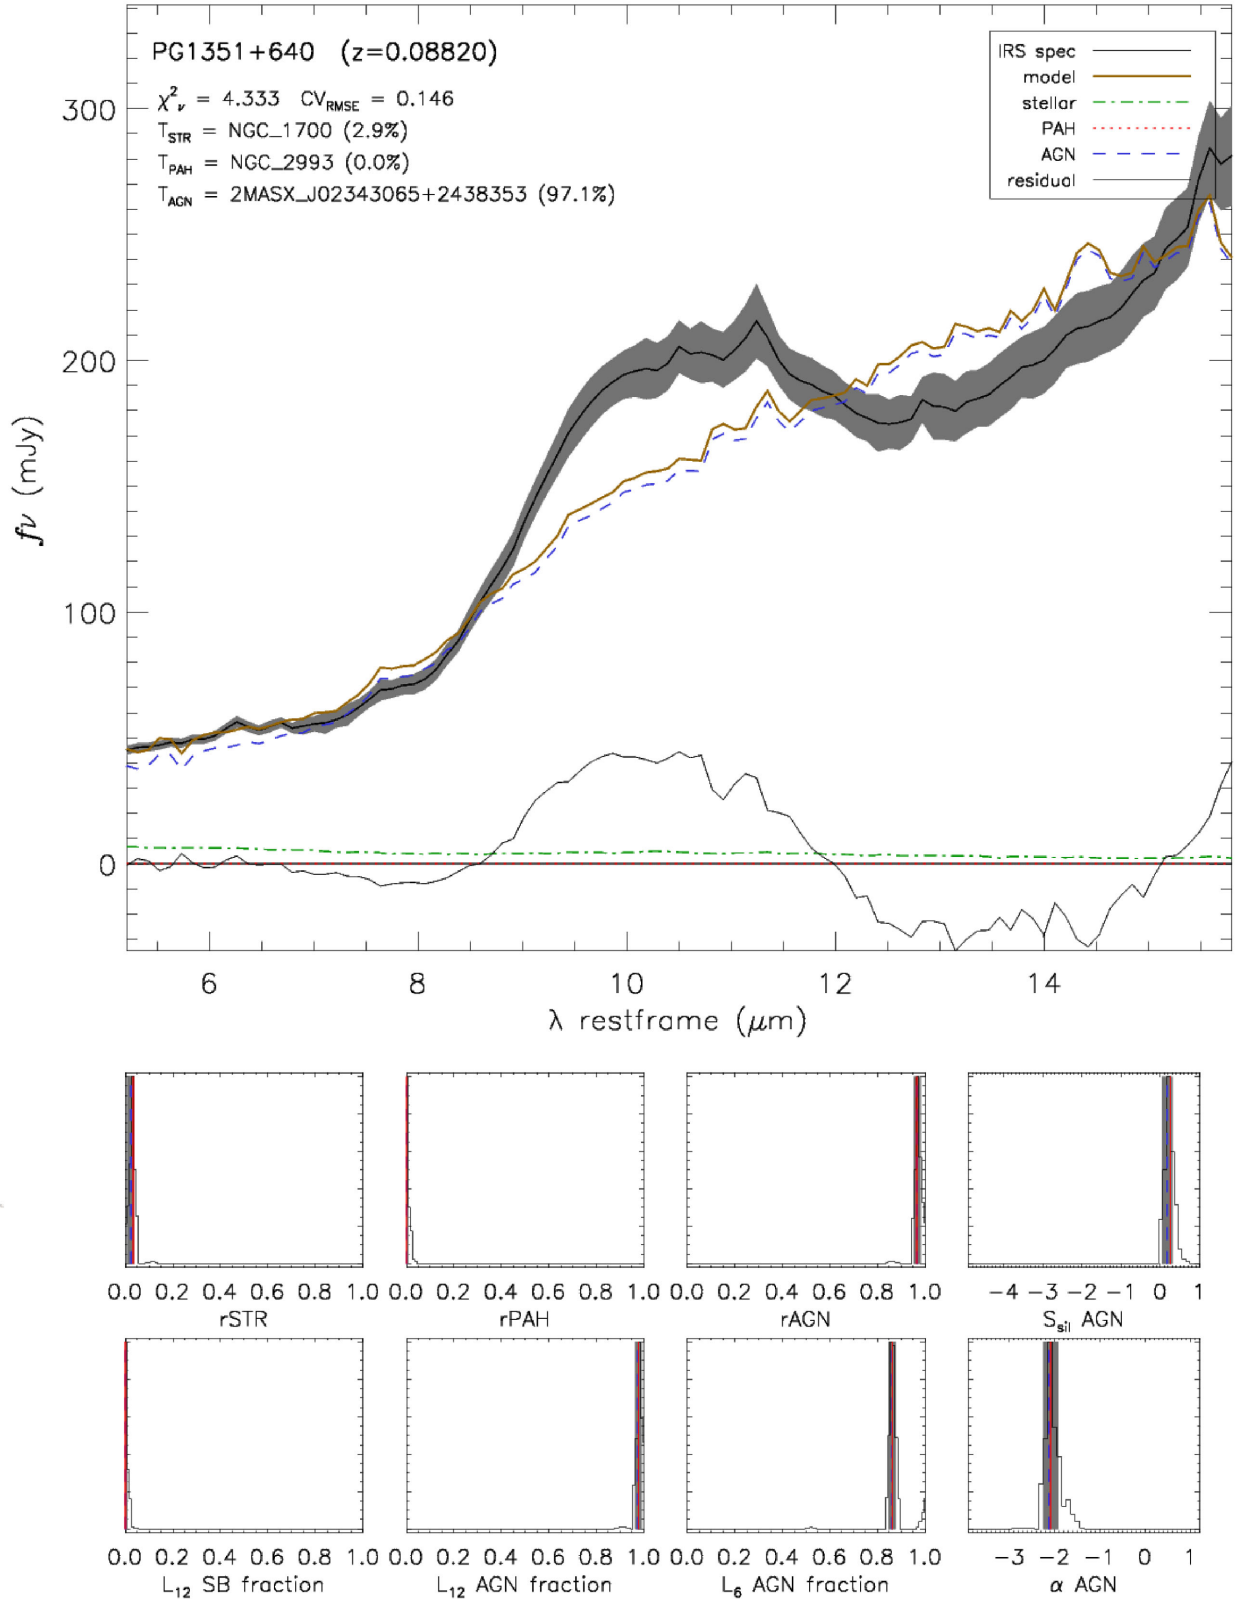 PG1351+640 (z=0.08820)
χ²ᵥ = 4.333 CV_RMSE = 0.146
T_STR = NGC_1700 (2.9%)
T_PAH = NGC_2993 (0.0%)
T_AGN = 2MASX_J02343065+2438353 (97.1%)
IRS spec
model
stellar
PAH
AGN
residual
300
200
100
0
fν (mJy)
6 8 10 12 14
λ restframe (μm)
0.0 0.2 0.4 0.6 0.8 1.0
rSTR
0.0 0.2 0.4 0.6 0.8 1.0
rPAH
0.0 0.2 0.4 0.6 0.8 1.0
rAGN
−4 −3 −2 −1 0 1
S_sil AGN
0.0 0.2 0.4 0.6 0.8 1.0
L₁₂ SB fraction
0.0 0.2 0.4 0.6 0.8 1.0
L₁₂ AGN fraction
0.0 0.2 0.4 0.6 0.8 1.0
L₆ AGN fraction
−3 −2 −1 0 1
α AGN